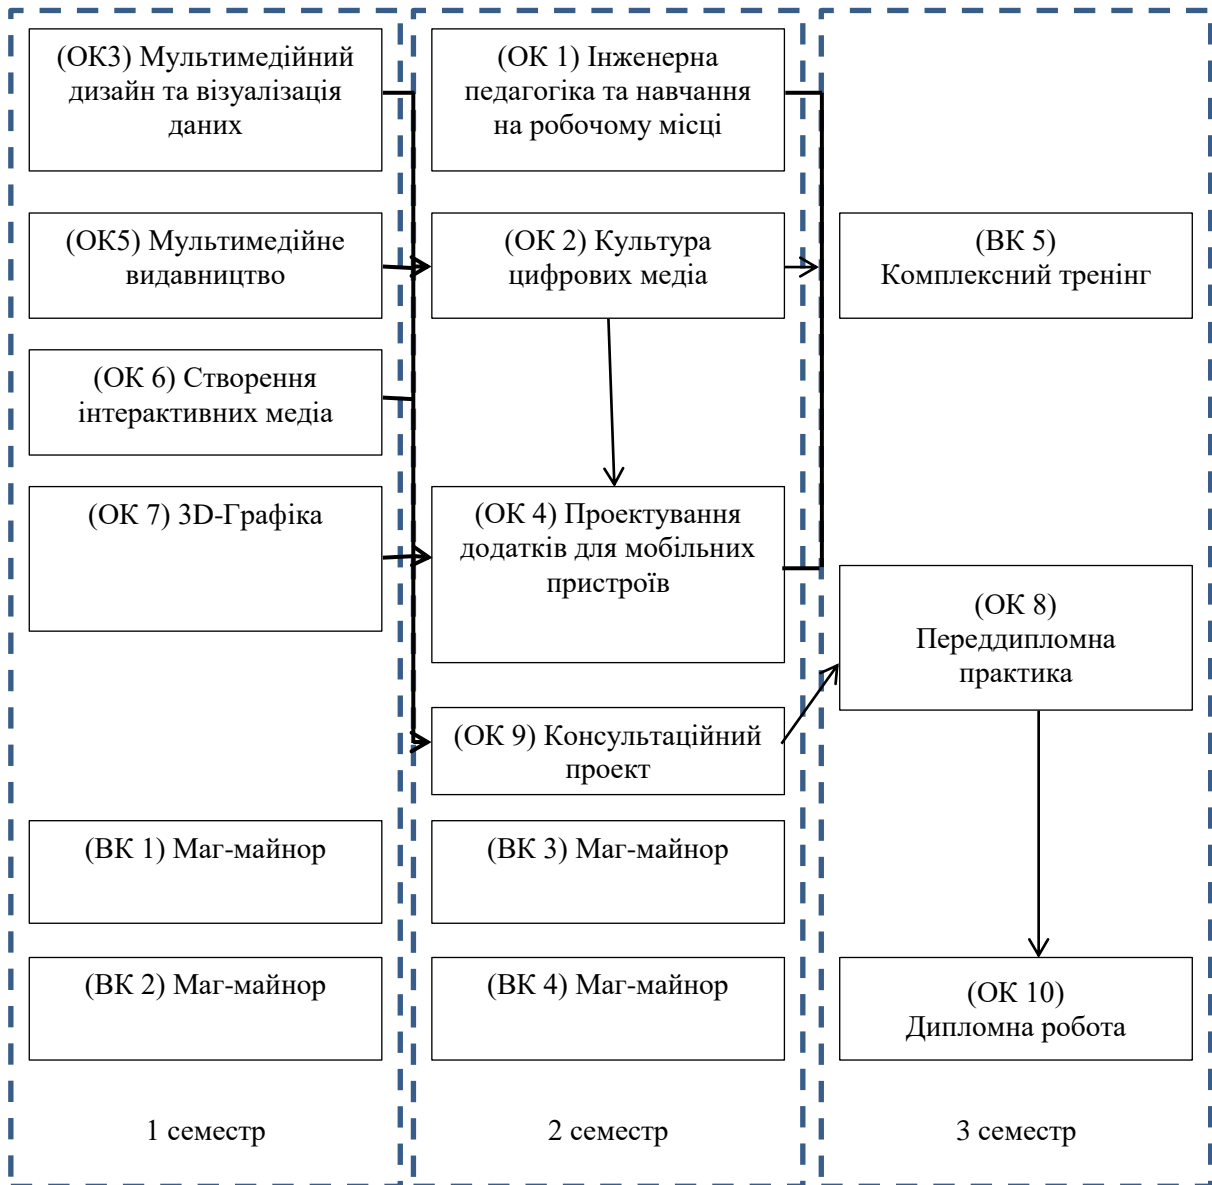 (ОК3) Мультимедійний
дизайн та візуалізація
даних
(ОК5) Мультимедійне
видавництво
(ОК 6) Створення
інтерактивних медіа
(ОК 7) 3D-Графіка
(ВК 1) Маг-майнор
(ВК 2) Маг-майнор
1 семестр
(ОК 1) Інженерна
педагогіка та навчання
на робочому місці
(ОК 2) Культура
цифрових медіа
(ОК 4) Проектування
додатків для мобільних
пристроїв
(ОК 9) Консультаційний
проект
(ВК 3) Маг-майнор
(ВК 4) Маг-майнор
2 семестр
(ВК 5)
Комплексний тренінг
(ОК 8)
Переддипломна
практика
(ОК 10)
Дипломна робота
3 семестр